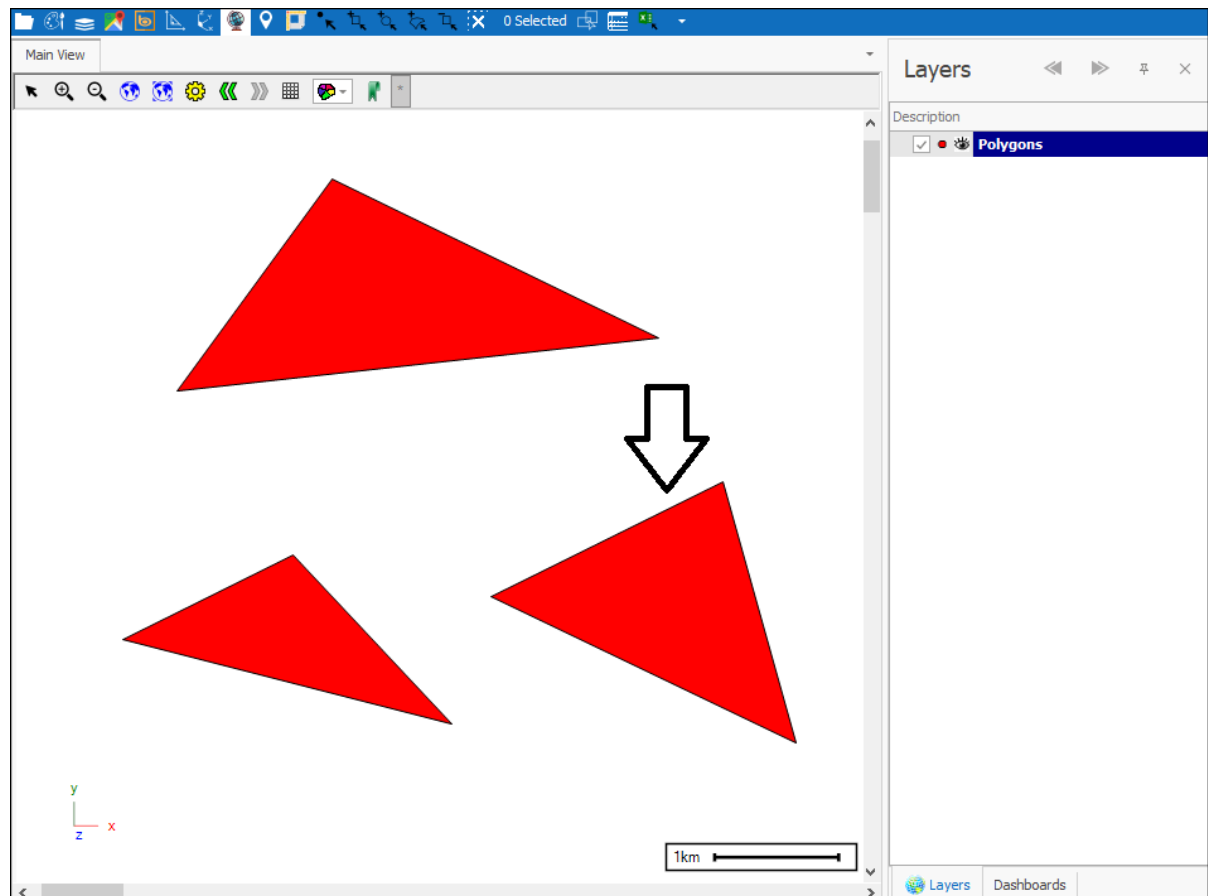 0 Selected
Main View
Layers
Description
Polygons
y
x
z
1km
Layers
Dashboards